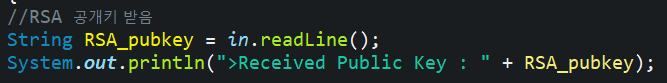 //RSA 공개키 받음
String RSA_pubkey = in.readLine();
System.out.println(">Received Public Key : " + RSA_pubkey);